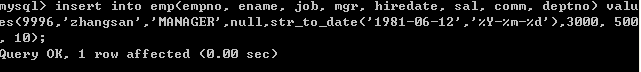 mysql> insert into emp(empno, ename, job, mgr, hiredate, sal, comm, deptno) valu
es(9996,'zhangsan','MANAGER',null,str_to_date('1981-06-12','%Y-%m-%d'),3000, 500
, 10);
Query OK, 1 row affected (0.00 sec)